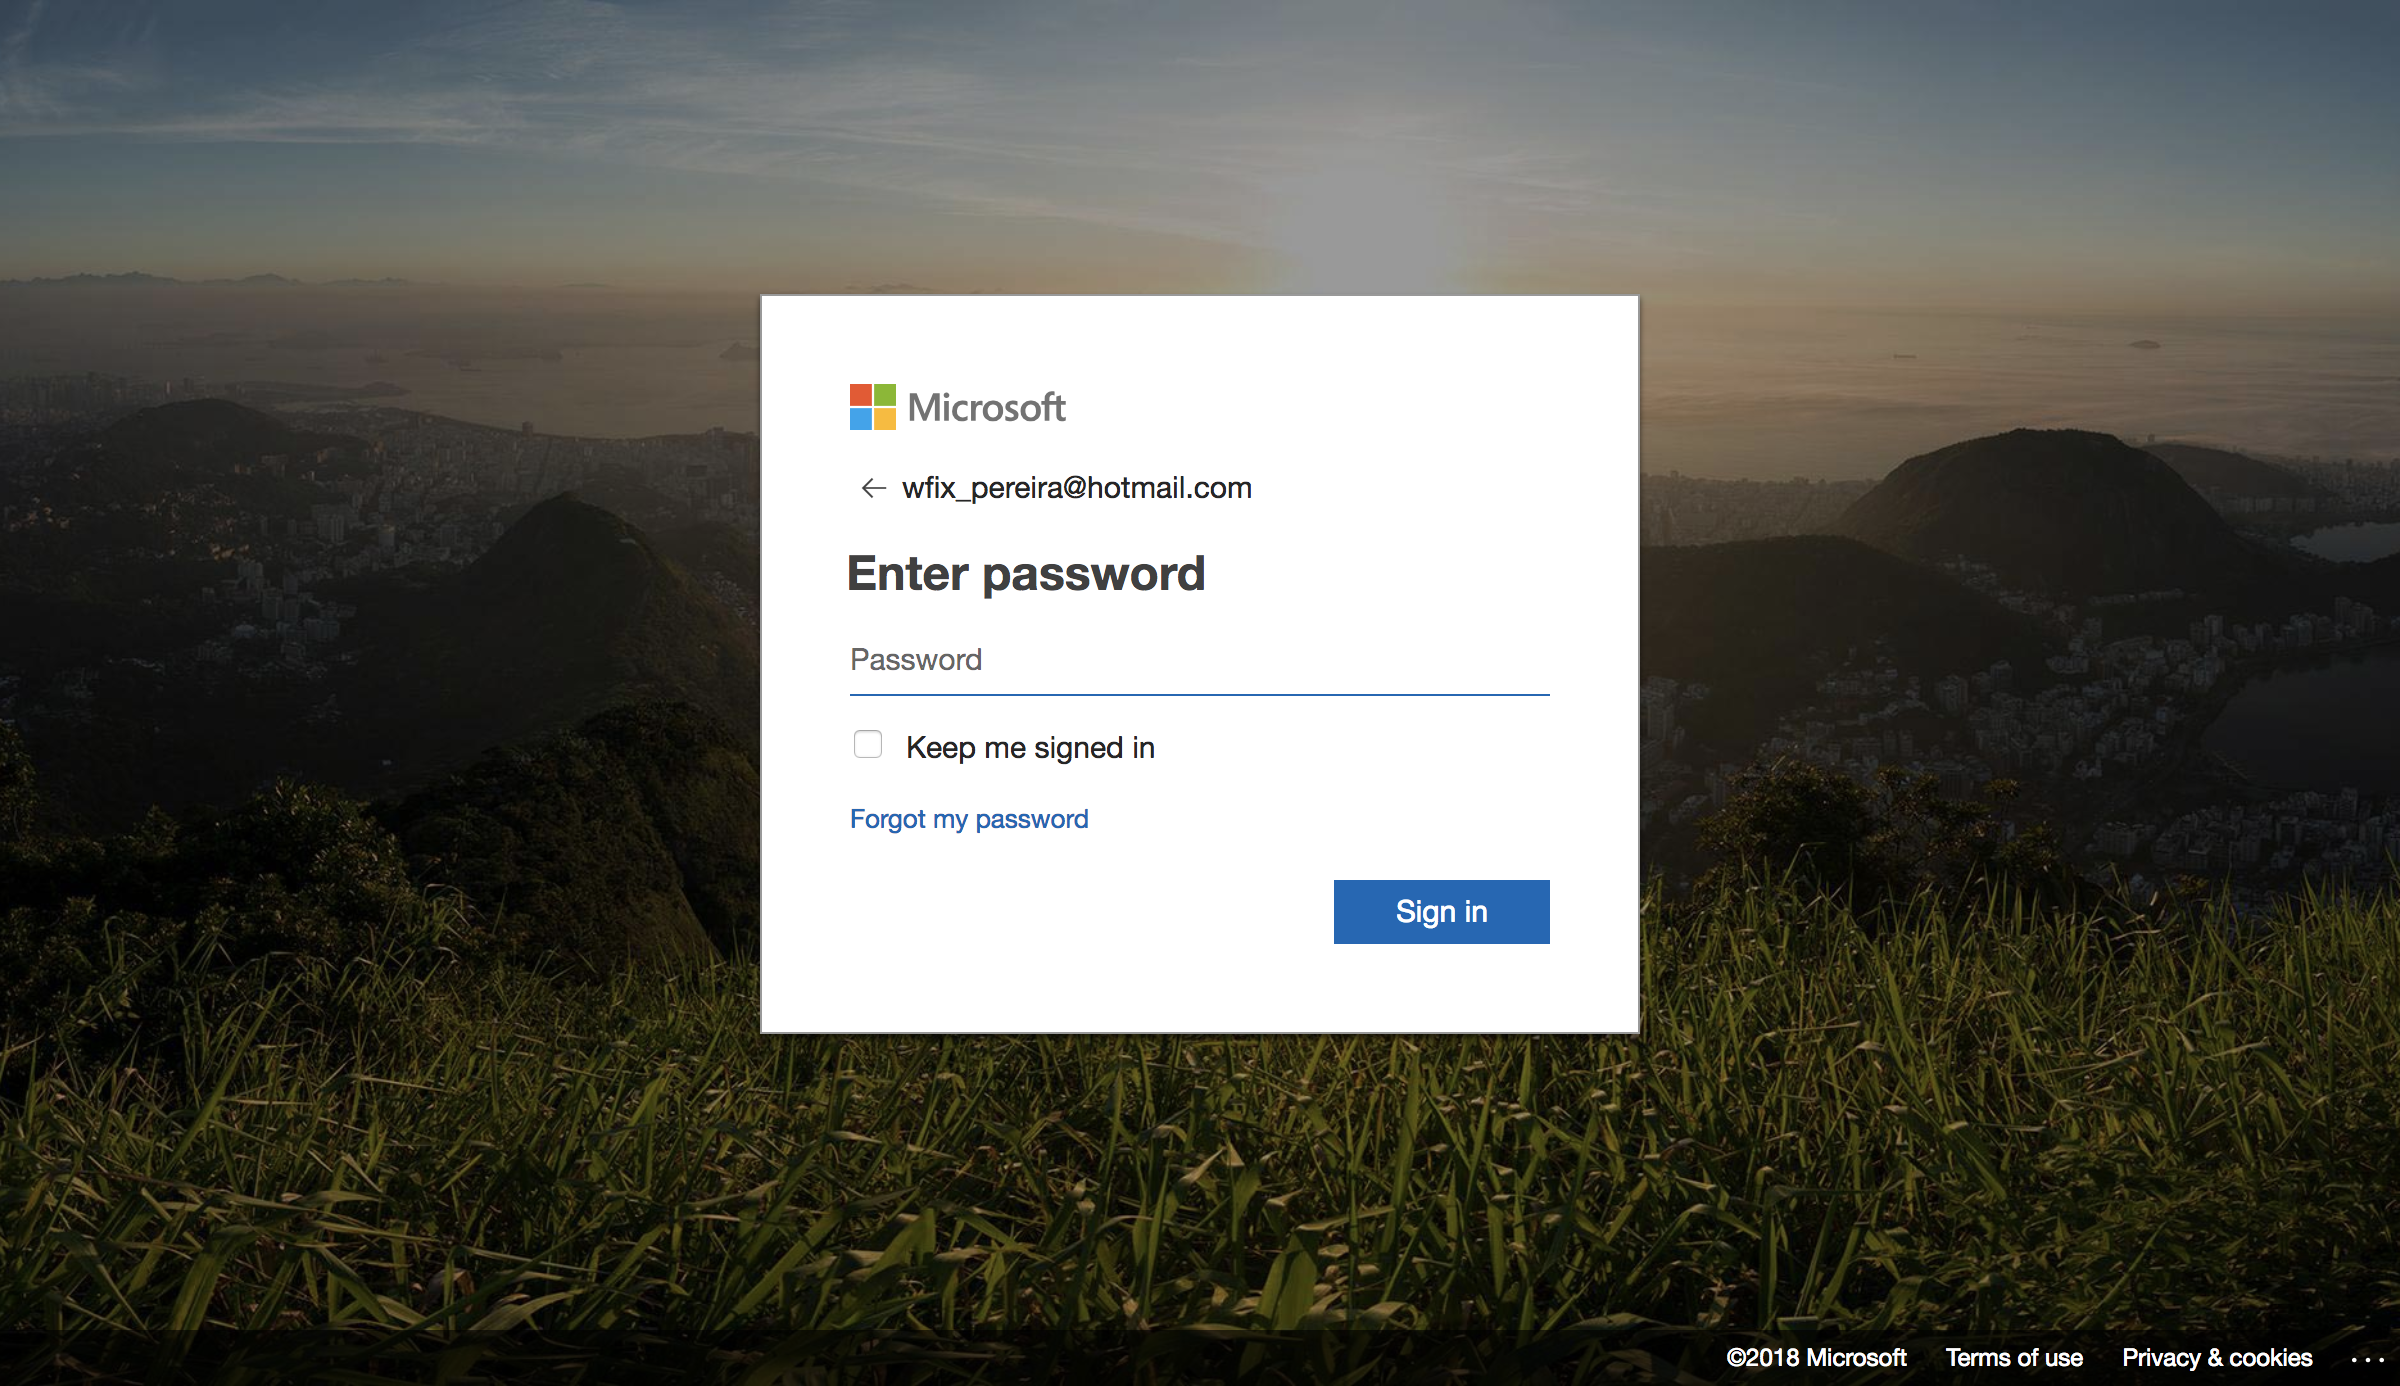 Microsoft
wfix_pereira@hotmail.com
Enter password
Password
Keep me signed in
Forgot my password
Sign in
©2018 Microsoft Terms of use Privacy & cookies ...